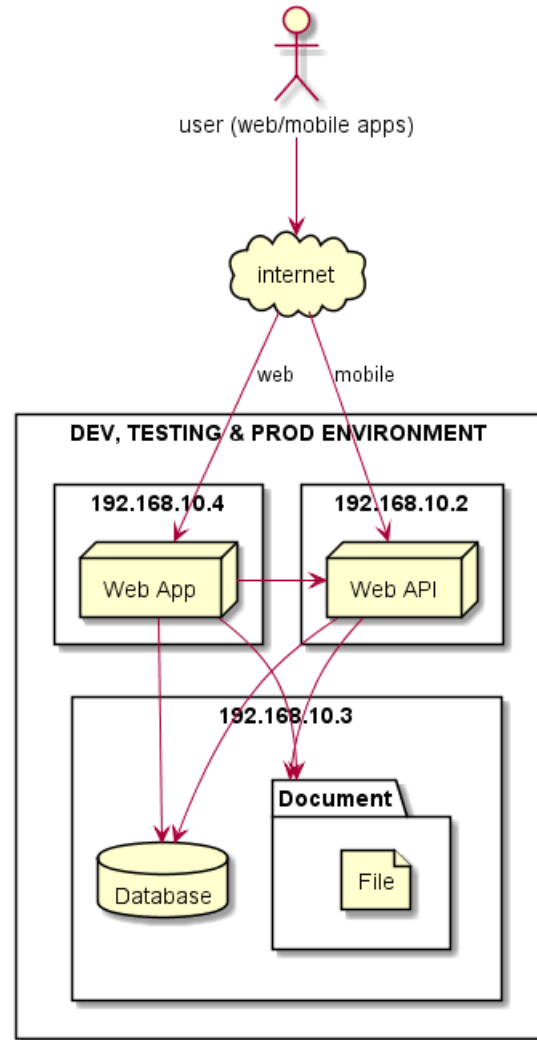 user (web/mobile apps)
internet
web
mobile
DEV, TESTING & PROD ENVIRONMENT
192.168.10.4
192.168.10.2
Web App
Web API
192.168.10.3
Document
File
Database